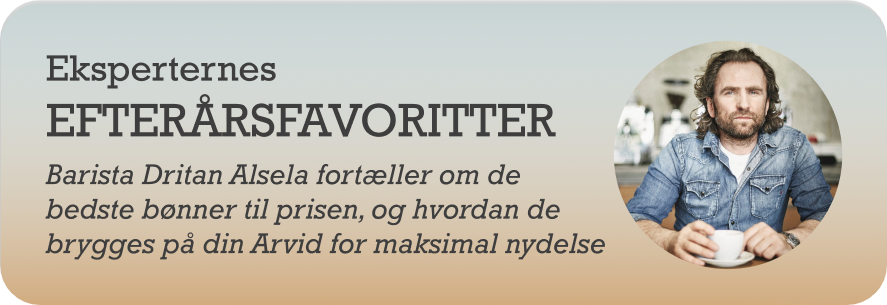 Eksperternes
EFTERÅRSFAVORITTER
Barista Dritan Alsela fortæller om de
bedste bønner til prisen, og hvordan de
brygges på din Arvid for maksimal nydelse